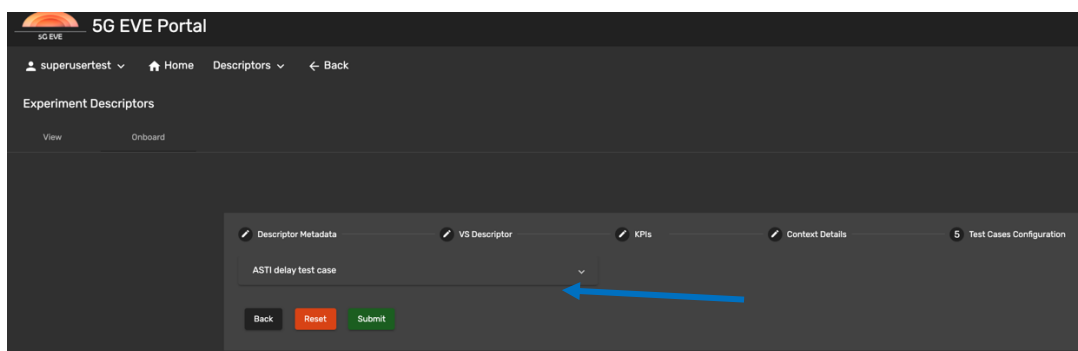 5G EVE
5G EVE Portal
superusertest
Home
Descriptors
Back
Experiment Descriptors
View
Onboard
Descriptor Metadata
VS Descriptor
KPIs
Context Details
5 Test Cases Configuration
ASTI delay test case
Back
Reset
Submit